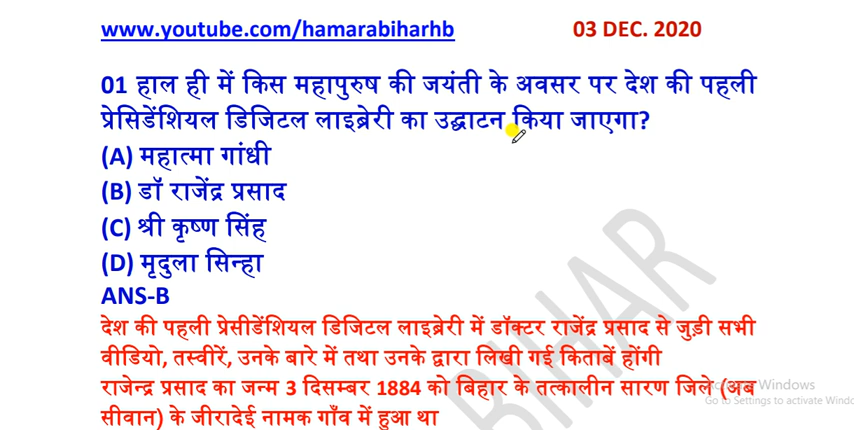 www.youtube.com/hamarabiharhb 03 DEC. 2020
01 हाल ही में किस महापुरुष की जयंती के अवसर पर देश की पहली
प्रेसिडेंशियल डिजिटल लाइब्रेरी का उद्घाटन किया जाएगा?
(A) महात्मा गांधी
(B) डॉ राजेंद्र प्रसाद
(C) श्री कृष्ण सिंह
(D) मृदुला सिन्हा
ANS-B
देश की पहली प्रेसीडेंशियल डिजिटल लाइब्रेरी में डॉक्टर राजेंद्र प्रसाद से जुड़ी सभी
वीडियो, तस्वीरें, उनके बारे में तथा उनके द्वारा लिखी गई किताबें होंगी
राजेन्द्र प्रसाद का जन्म 3 दिसम्बर 1884 को बिहार के तत्कालीन सारण जिले (अब
सीवान) के जीरादेई नामक गाँव में हुआ था
BIHAR
Activate Windows
Go to Settings to activate Windo